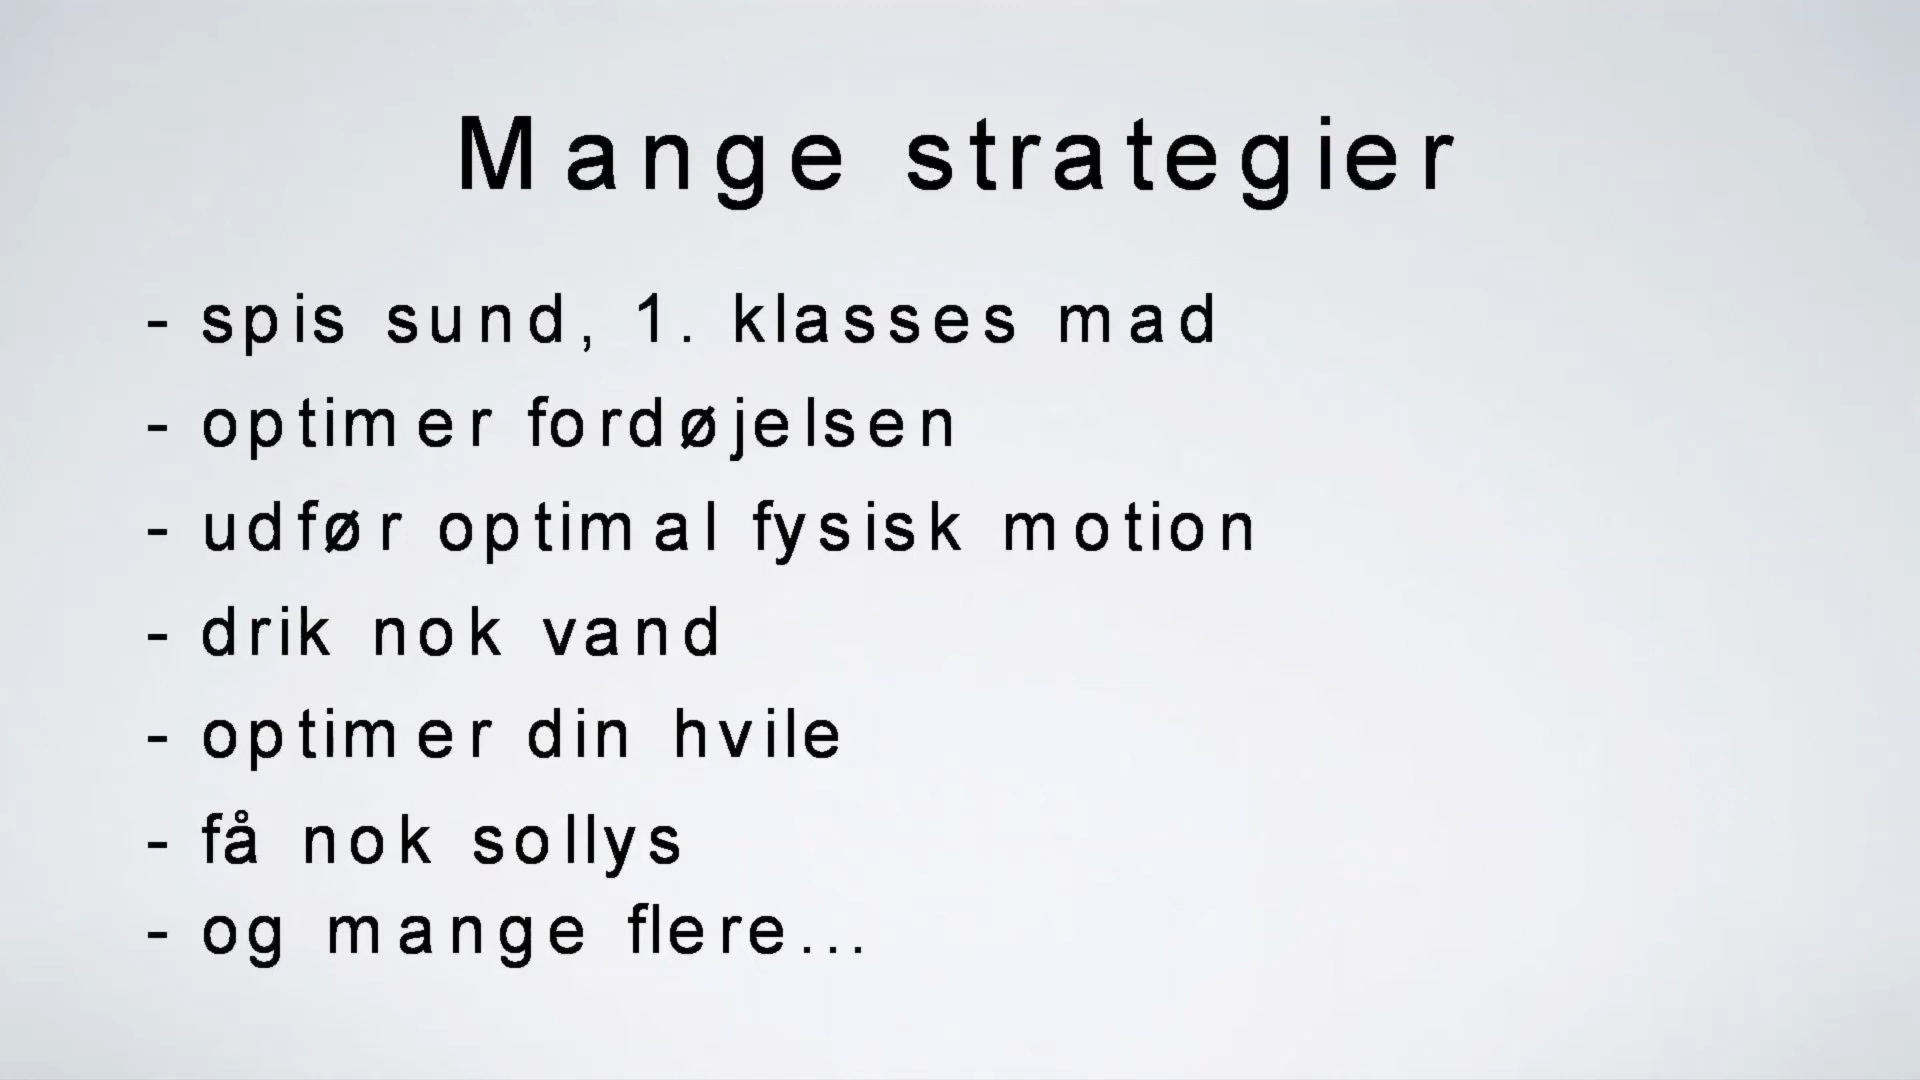 Mange strategier
- spis sund, 1. klasses mad
- optimer fordøjelsen
- udfør optimal fysisk motion
- drik nok vand
- optimer din hvile
- få nok sollys
- og mange flere...